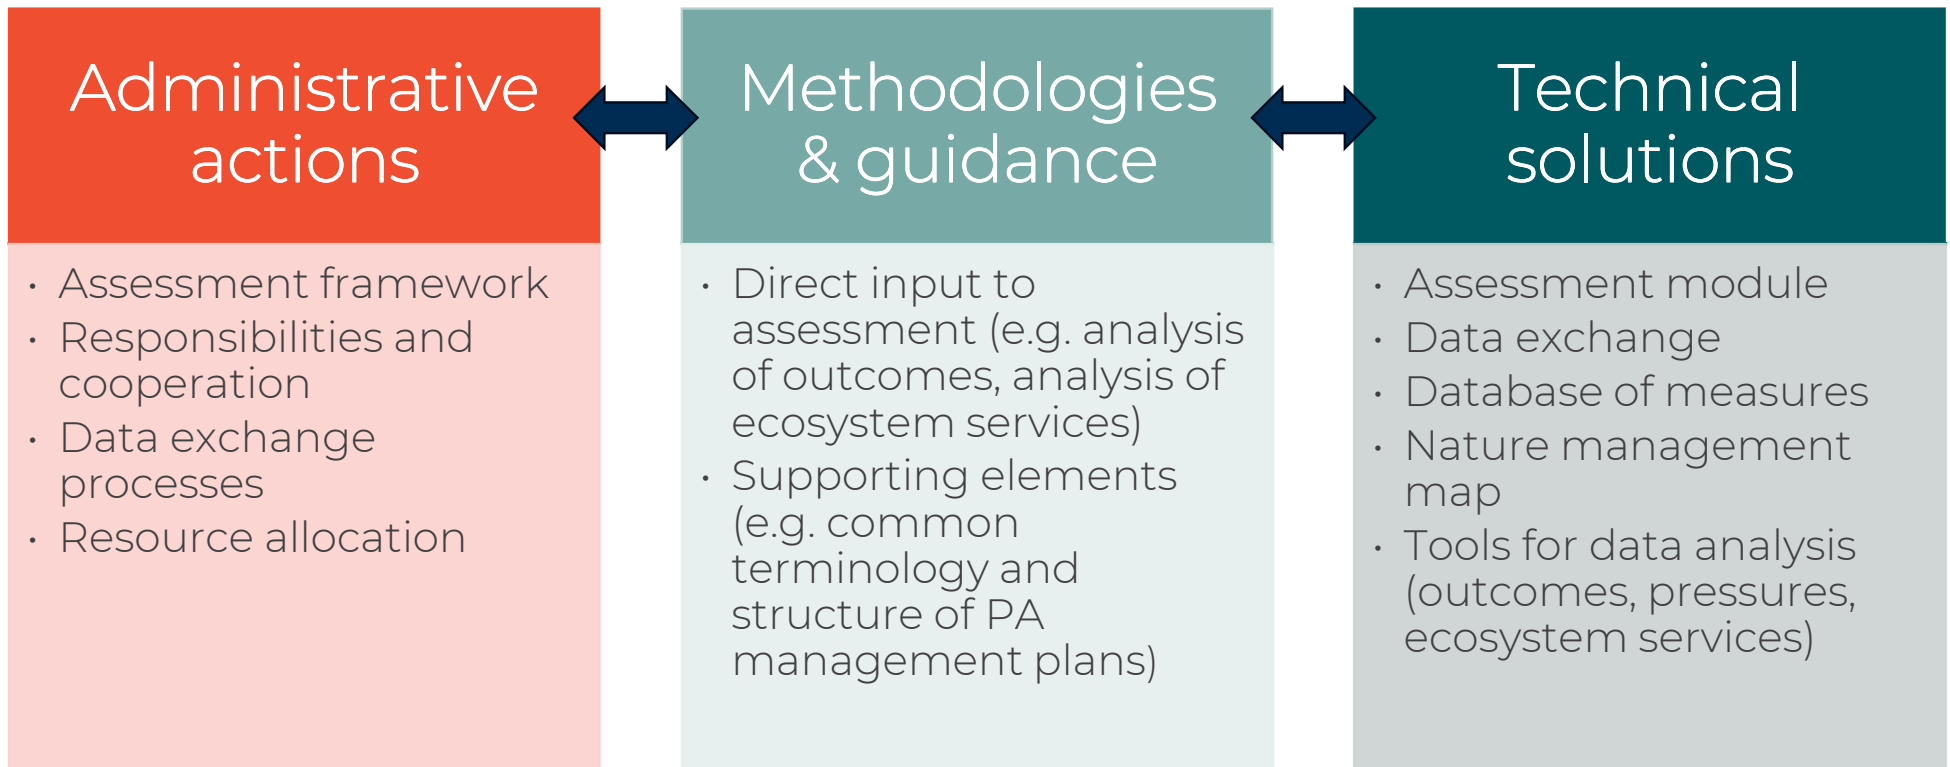 Administrative
actions
• Assessment framework
• Responsibilities and
cooperation
• Data exchange
processes
• Resource allocation
Methodologies
& guidance
• Direct input to
assessment (e.g. analysis
of outcomes, analysis of
ecosystem services)
• Supporting elements
(e.g. common
terminology and
structure of PA
management plans)
Technical
solutions
• Assessment module
• Data exchange
• Database of measures
• Nature management
map
• Tools for data analysis
(outcomes, pressures,
ecosystem services)